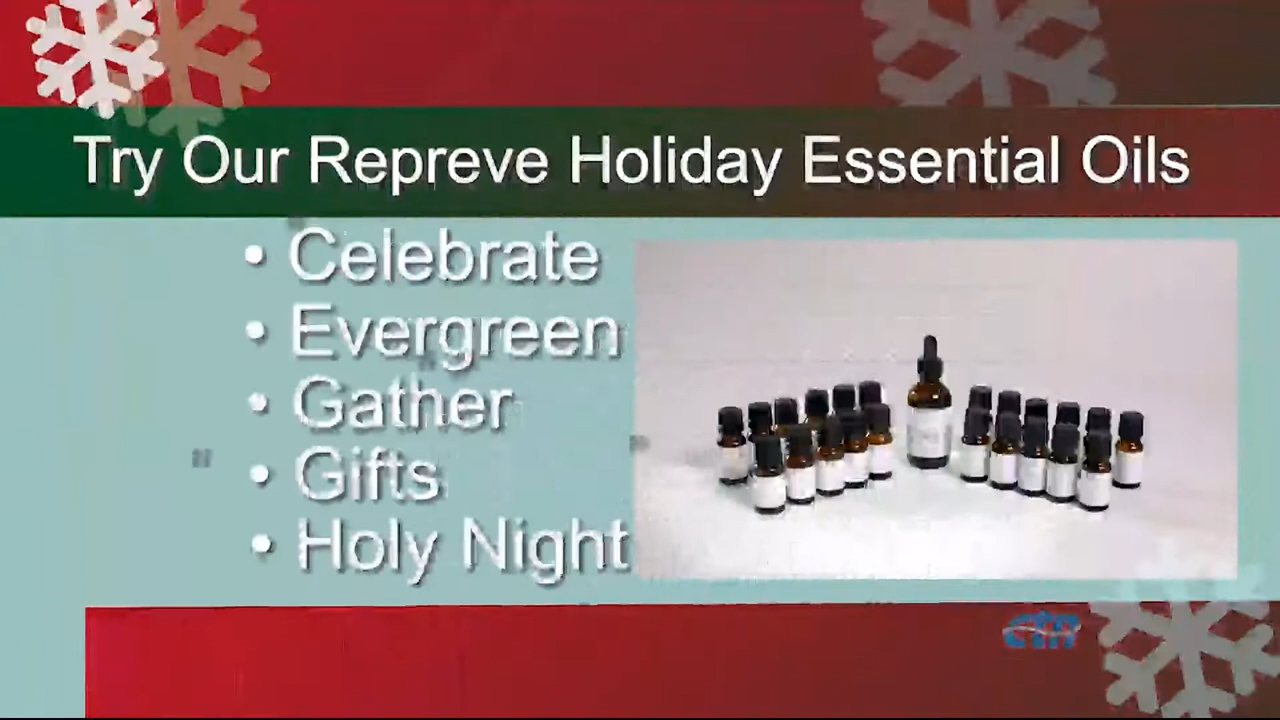 Try Our Repreve Holiday Essential Oils
• Celebrate
• Evergreen
• Gather
• Gifts
• Holy Night
ctn